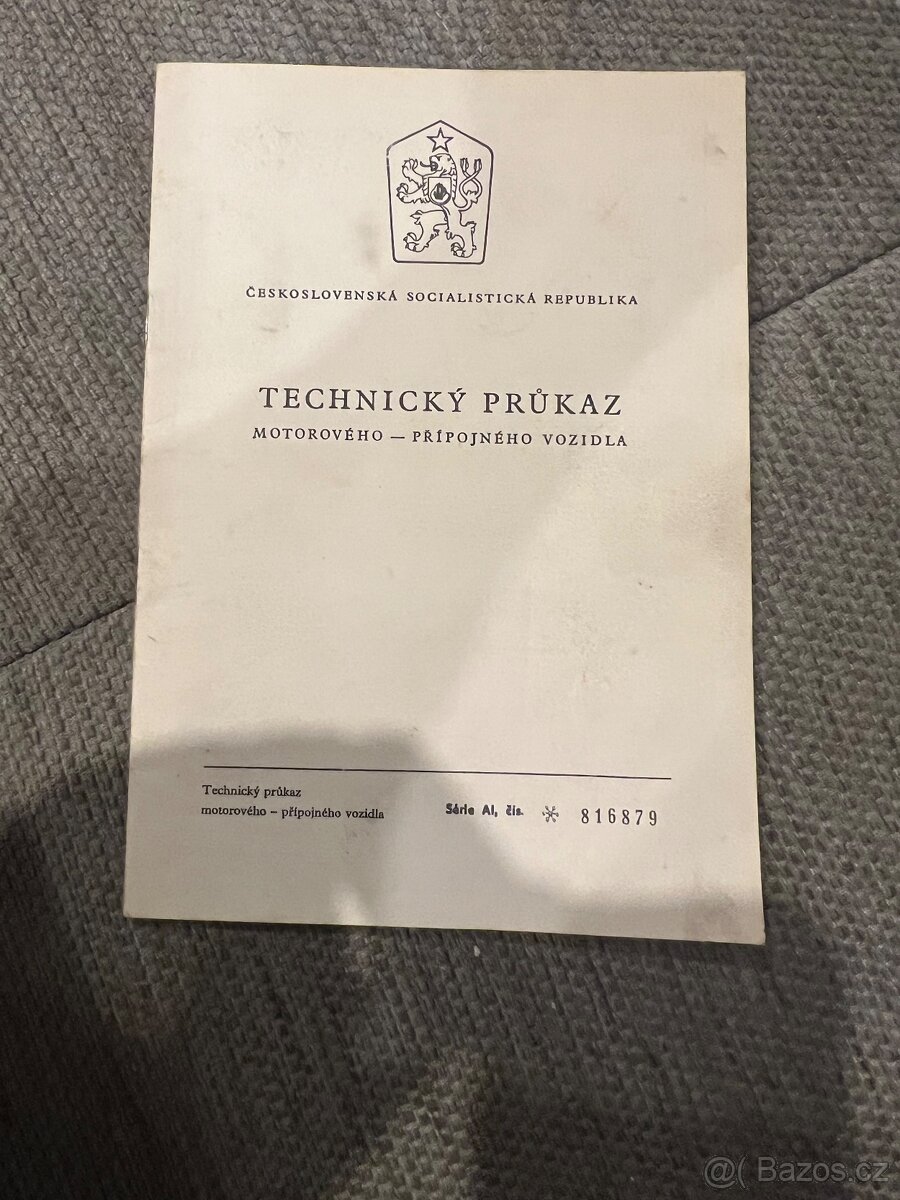 ČESKOSLOVENSKÁ SOCIALISTICKÁ REPUBLIKA
TECHNICKÝ PRŮKAZ
MOTOROVÉHO — PŘÍPOJNÉHO VOZIDLA
Technický průkaz
motorového – přípojného vozidla
Série AI, čís. 816879
@( Bazos.cz